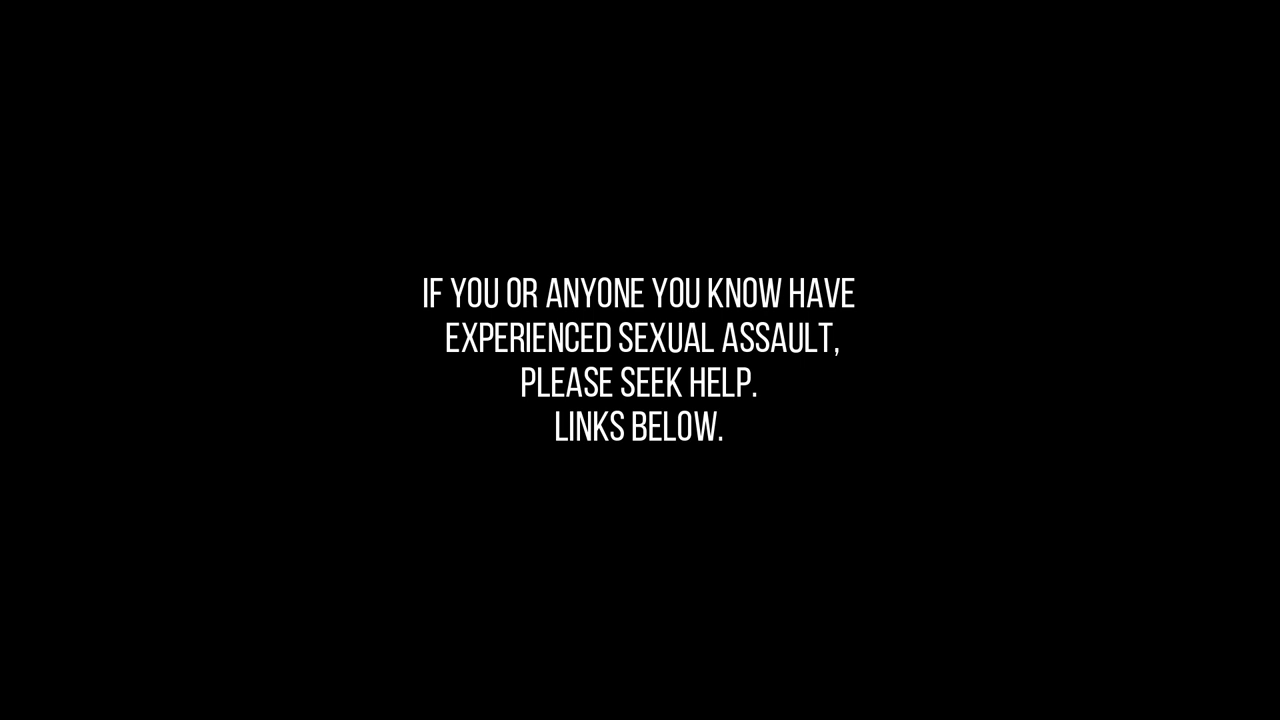 IF YOU OR ANYONE YOU KNOW HAVE
EXPERIENCED SEXUAL ASSAULT,
PLEASE SEEK HELP.
LINKS BELOW.